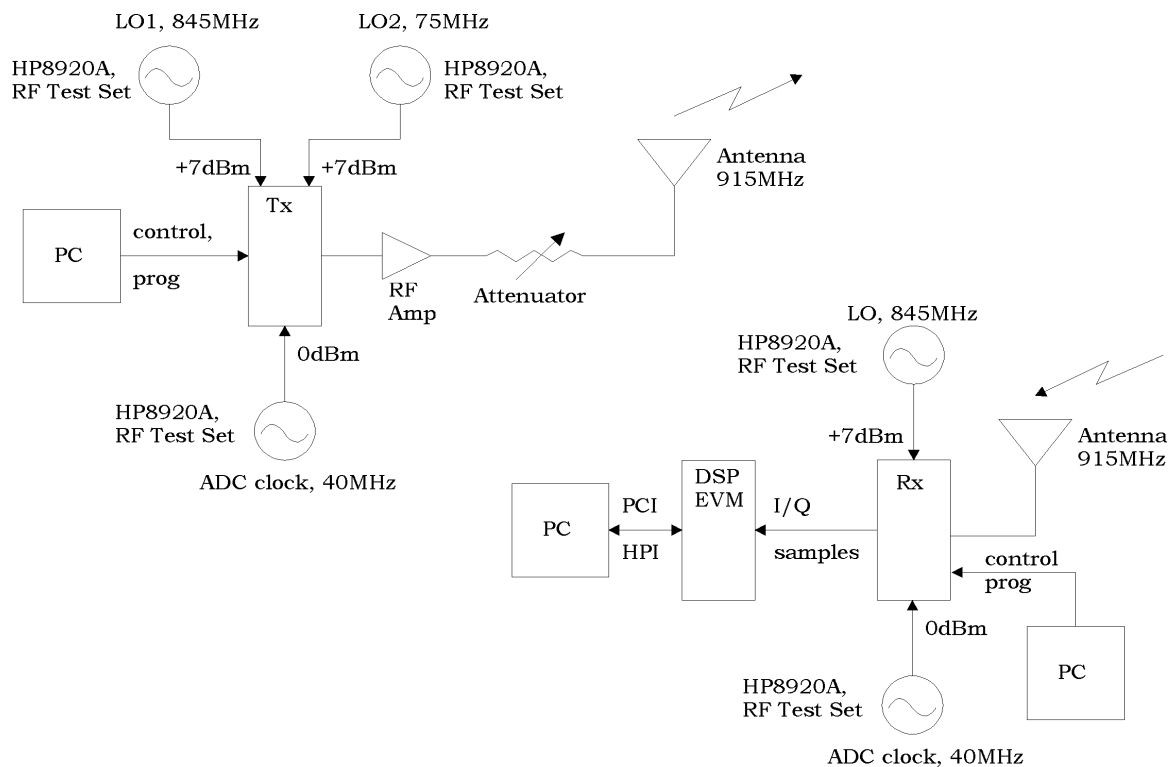 LO1, 845MHz
LO2, 75MHz
HP8920A,
RF Test Set
HP8920A,
RF Test Set
+7dBm
+7dBm
Antenna
915MHz
Tx
PC
control,
prog
RF
Amp
Attenuator
0dBm
HP8920A,
RF Test Set
ADC clock, 40MHz
LO, 845MHz
HP8920A,
RF Test Set
+7dBm
Antenna
915MHz
DSP
EVM
Rx
PC
PCI
HPI
I/Q
samples
control
prog
0dBm
PC
HP8920A,
RF Test Set
ADC clock, 40MHz